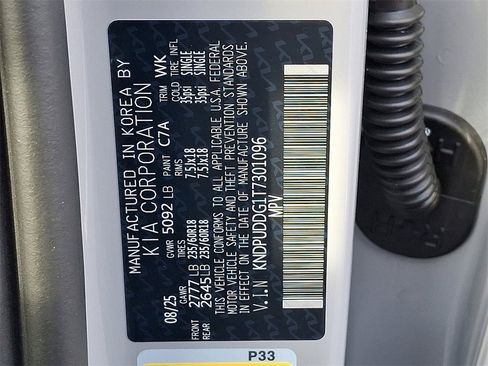 MANUFACTURED IN KOREA BY
KIA CORPORATION
08/25 GVWR 5092 LB PAINT C7A TRIM WK
GAWR TIRES RIMS COLD TIRE INFL
FRONT 2777 LB 235/60R18 7.5Jx18 35psi SINGLE
REAR 2645LB 235/60R18 7.5Jx18 35psi SINGLE
THIS VEHICLE CONFORMS TO ALL APPLICABLE U.S.A. FEDERAL
MOTOR VEHICLE SAFETY AND THEFT PREVENTION STANDARDS
IN EFFECT ON THE DATE OF MANUFACTURE SHOWN ABOVE.
V.I.N KNDPUDDG1T7301096
MPV
P33